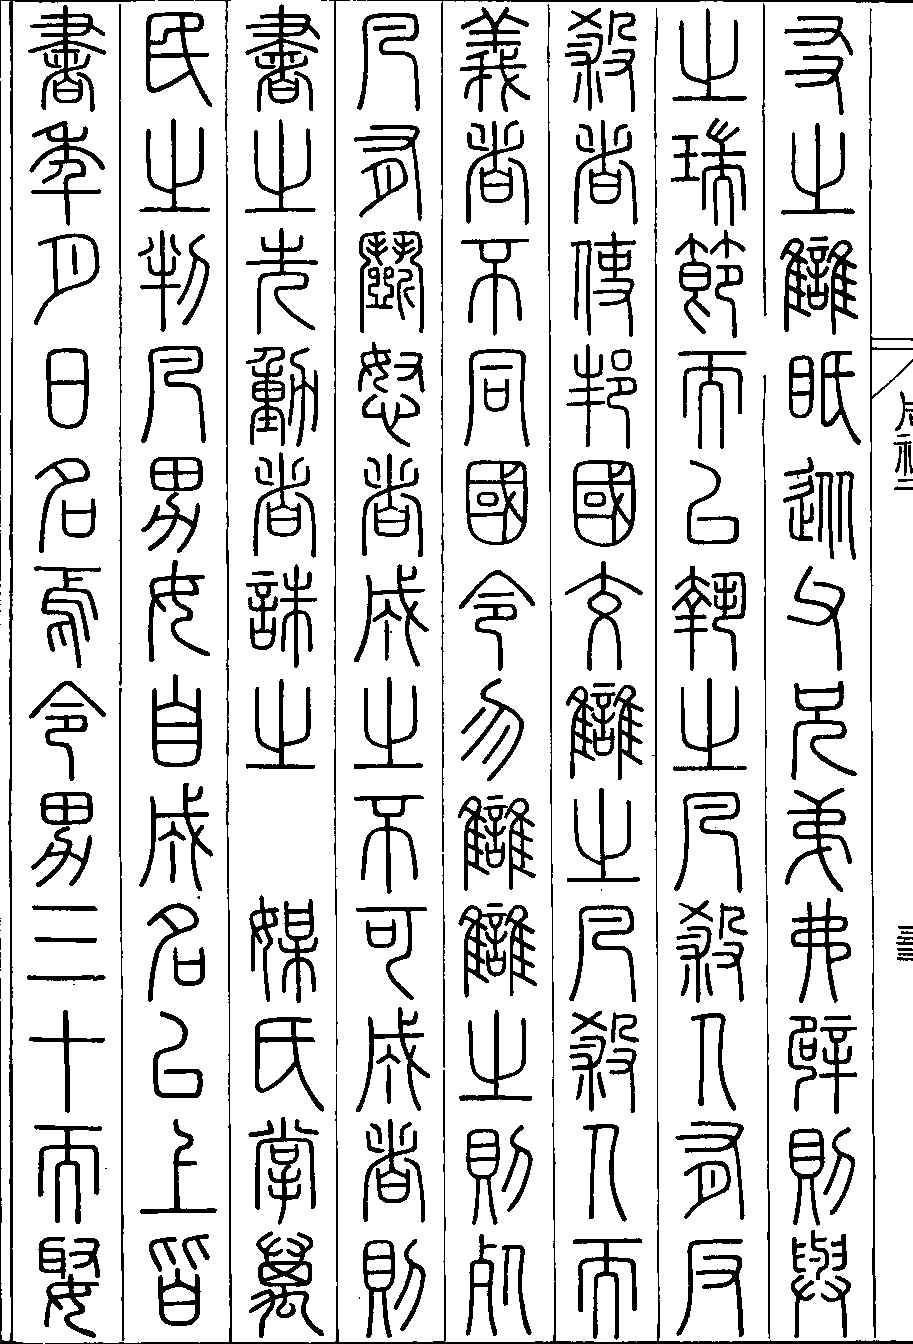 友之讎眡從父兄弟弗辟則與
之瑞節而以執之凡殺人有反
殺者使邦國交讎之凡殺人而
義者不同國令勿讎讎之則死
凡有鬭怒者成之不可成者則
書之先動者誅之　媒氏掌萬
民之判凡男女自成名以上皆
書年月日名焉令男三十而娶